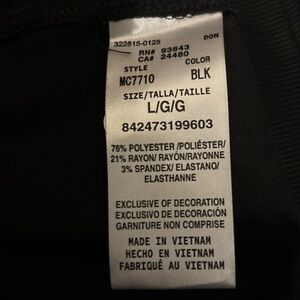 322815-0125 DON
RN# 93643
CA# 24480
STYLE COLOR
MC7710 BLK
SIZE/TALLA/TAILLE
L/G/G
842473199603
76% POLYESTER/POLIÉSTER/
21% RAYON/RAYÓN/RAYONNE
3% SPANDEX/ELASTANO/
ELASTHANNE
EXCLUSIVE OF DECORATION
EXCLUSIVO DE DECORACIÓN
GARNITURE NON COMPRISE
MADE IN VIETNAM
HECHO EN VIETNAM
FABRIQUÉ AU VIETNAM